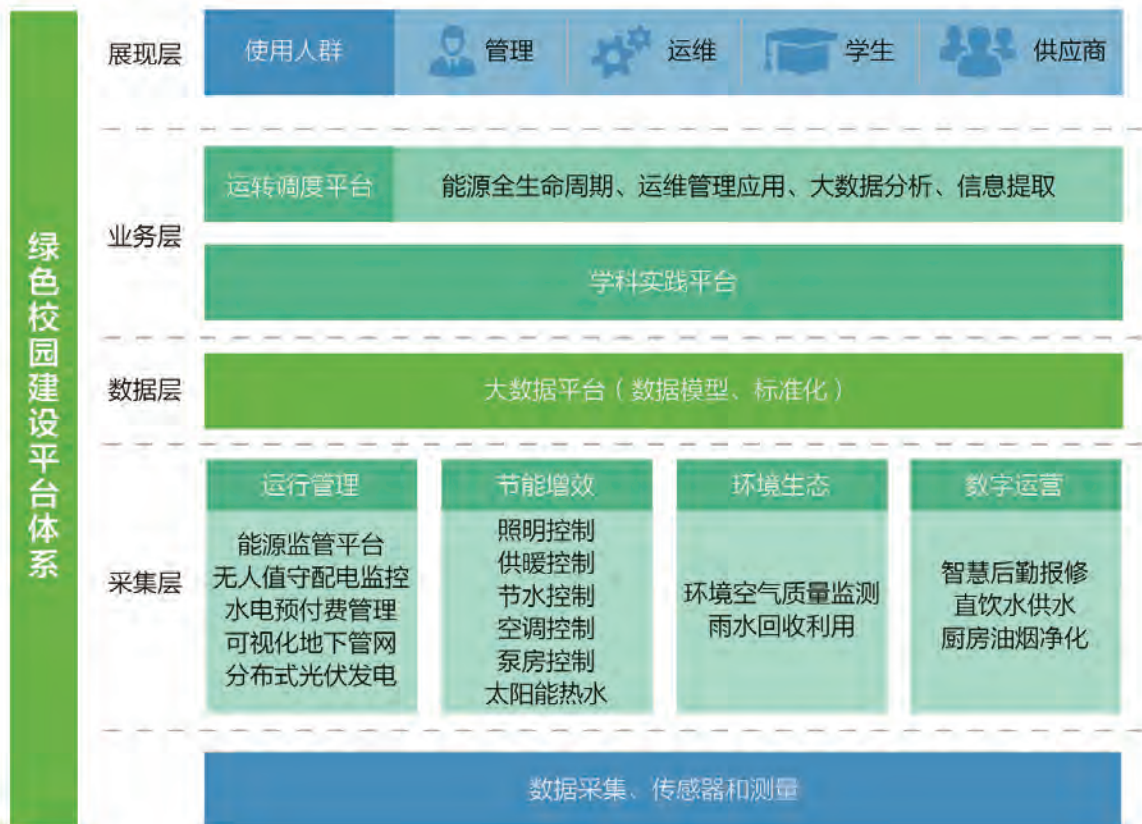 绿色校园建设平台体系
展现层
使用人群
管理
运维
学生
供应商
业务层
运转调度平台
能源全生命周期、运维管理应用、大数据分析、信息提取
学科实践平台
数据层
大数据平台（数据模型、标准化）
采集层
运行管理
能源监管平台
无人值守配电监控
水电预付费管理
可视化地下管网
分布式光伏发电
节能增效
照明控制
供暖控制
节水控制
空调控制
泵房控制
太阳能热水
环境生态
环境空气质量监测
雨水回收利用
数字运营
智慧后勤报修
直饮水供水
厨房油烟净化
数据采集、传感器和测量